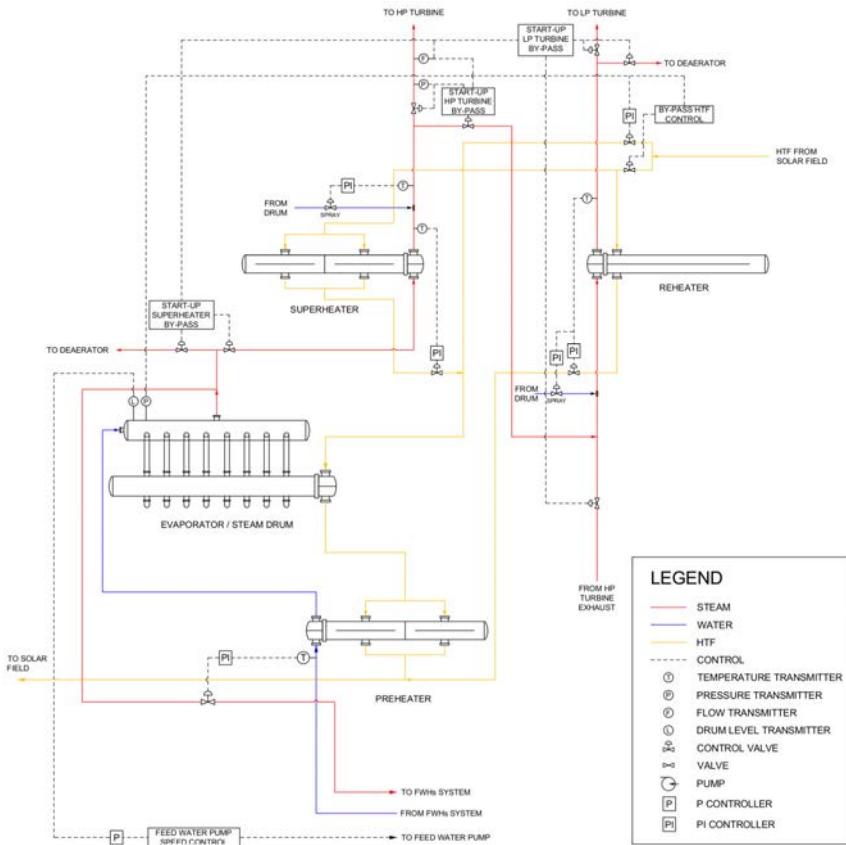 TO HP TURBINE
TO LP TURBINE
START-UP
LP TURBINE
BY-PASS
F
TO DEAERATOR
P
START-UP
HP TURBINE
BY-PASS
PI
BY-PASS HTF
CONTROL
HTF FROM
SOLAR FIELD
PI
T
FROM
DRUM
SPRAY
T
T
SUPERHEATER
REHEATER
START-UP
SUPERHEATER
BY-PASS
TO DEAERATOR
PI
PI
PI
FROM
DRUM
SPRAY
L
P
EVAPORATOR / STEAM DRUM
FROM HP
TURBINE
EXHAUST
TO SOLAR
FIELD
PI
T
PREHEATER
TO FWHs SYSTEM
FROM FWHs SYSTEM
P
FEED WATER PUMP
SPEED CONTROL
TO FEED WATER PUMP
LEGEND
STEAM
WATER
HTF
CONTROL
T TEMPERATURE TRANSMITTER
P PRESSURE TRANSMITTER
F FLOW TRANSMITTER
L DRUM LEVEL TRANSMITTER
CONTROL VALVE
VALVE
PUMP
P P CONTROLLER
PI PI CONTROLLER